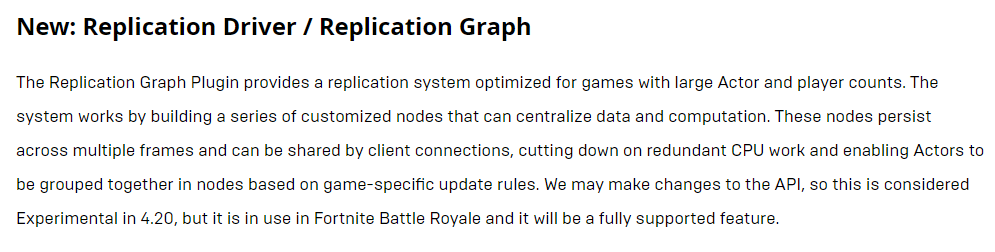 New: Replication Driver / Replication Graph
The Replication Graph Plugin provides a replication system optimized for games with large Actor and player counts. The
system works by building a series of customized nodes that can centralize data and computation. These nodes persist
across multiple frames and can be shared by client connections, cutting down on redundant CPU work and enabling Actors to
be grouped together in nodes based on game-specific update rules. We may make changes to the API, so this is considered
Experimental in 4.20, but it is in use in Fortnite Battle Royale and it will be a fully supported feature.